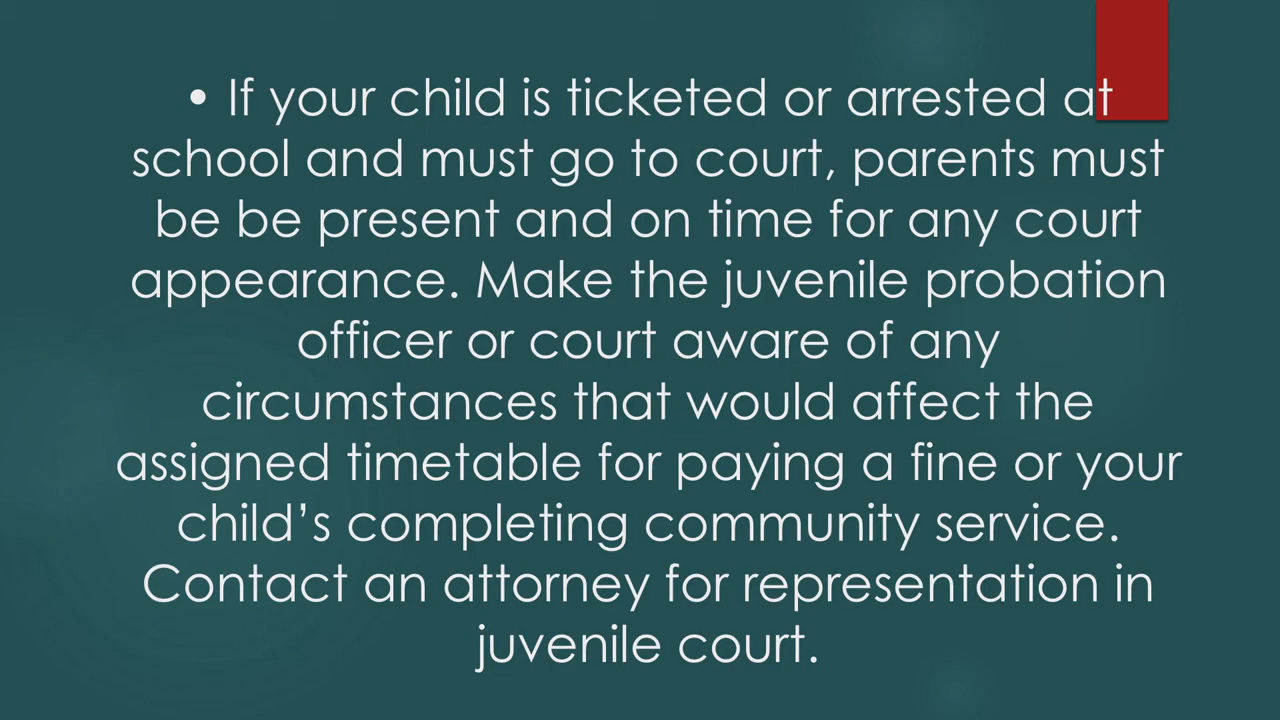 • If your child is ticketed or arrested at
school and must go to court, parents must
be be present and on time for any court
appearance. Make the juvenile probation
officer or court aware of any
circumstances that would affect the
assigned timetable for paying a fine or your
child’s completing community service.
Contact an attorney for representation in
juvenile court.